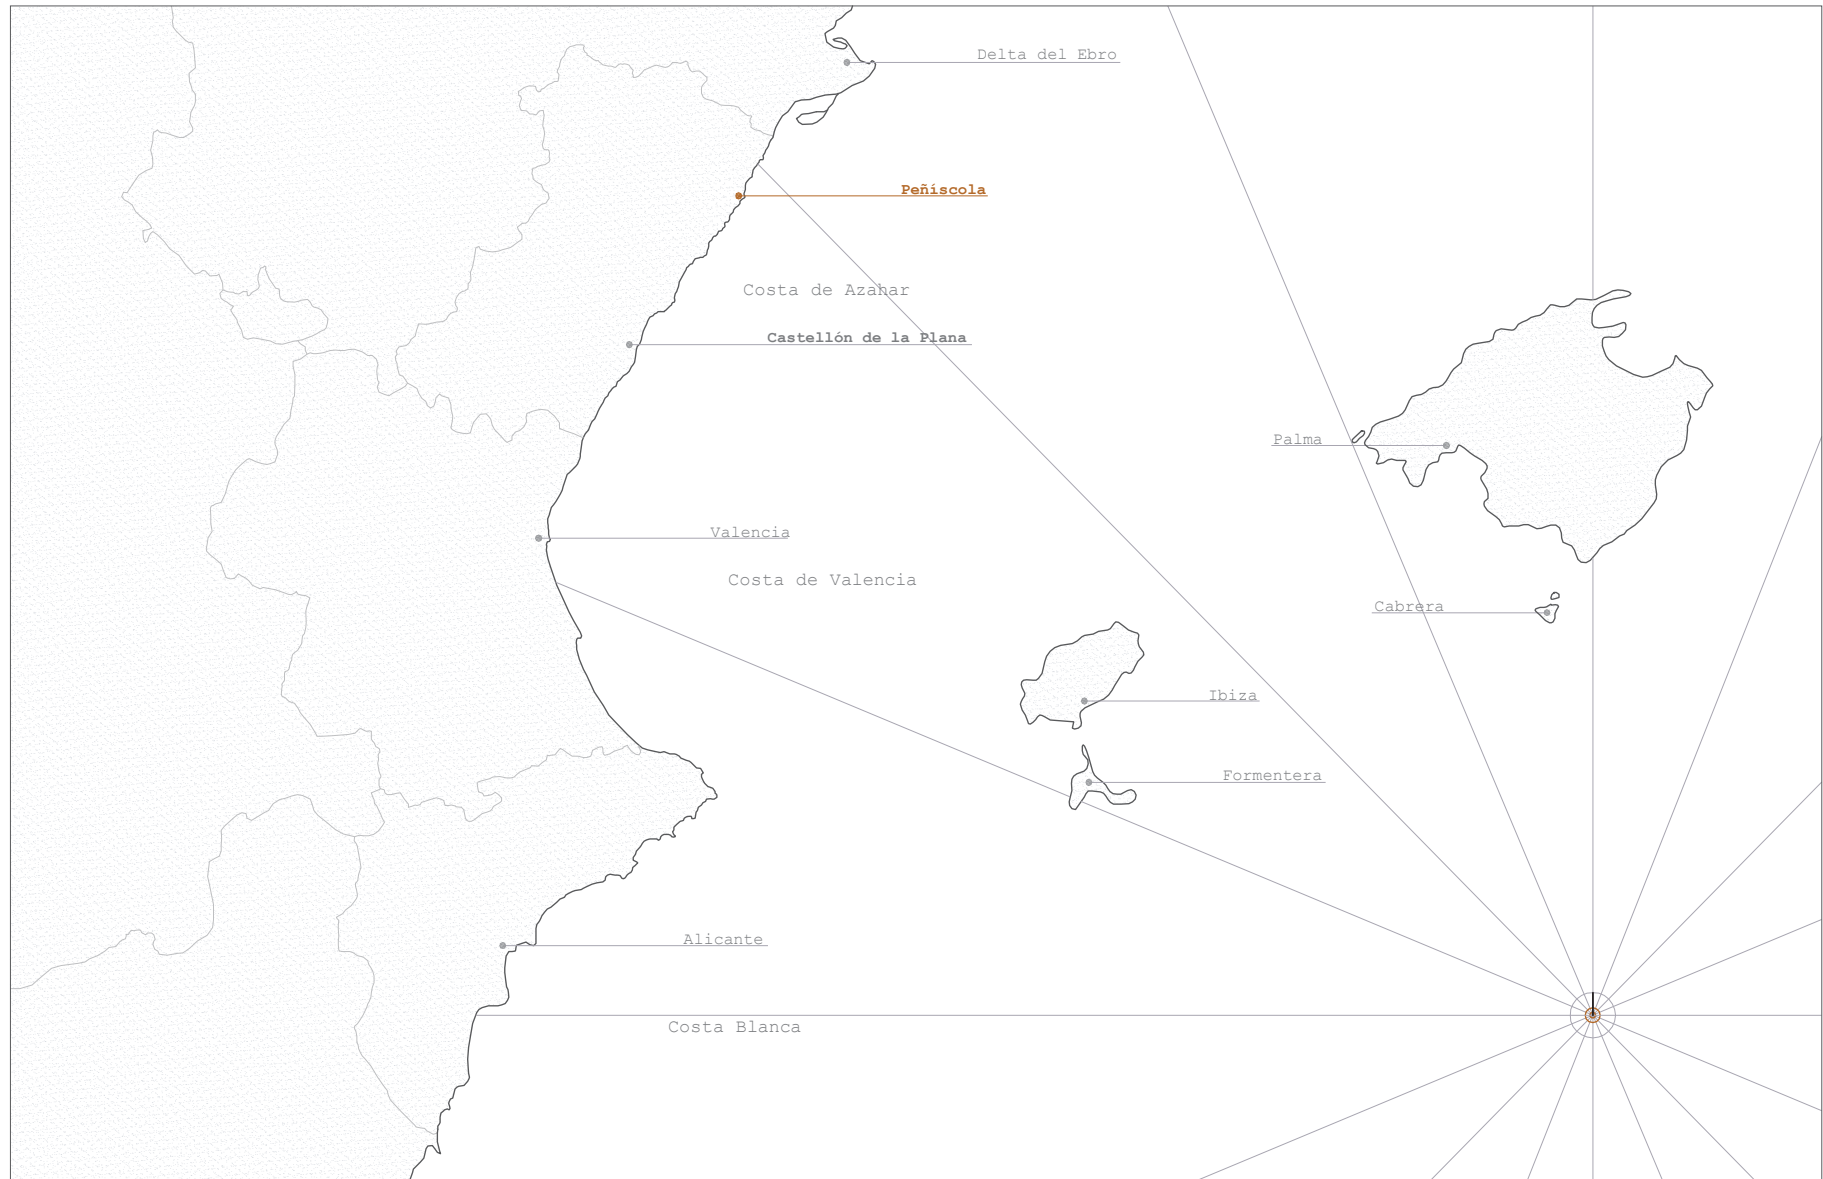 Delta del Ebro
Peñíscola
Costa de Azahar
Castellón de la Plana
Palma
Valencia
Costa de Valencia
Cabrera
Ibiza
Formentera
Alicante
Costa Blanca